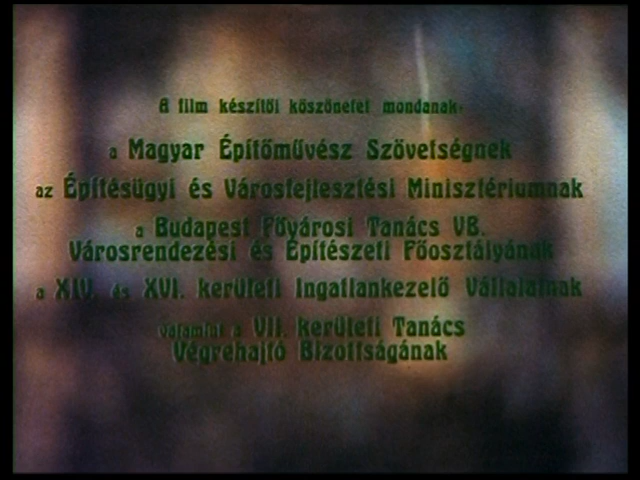 A film készítői köszönetet mondanak:
a Magyar Építőművész Szövetségnek
az Építésügyi és Városfejlesztési Minisztériumnak
a Budapest Fővárosi Tanács VB.
Városrendezési és Építészeti Főosztályának
a XIV. és XVI. kerületi Ingatlankezelő Vállalatnak
valamint a VII. kerületi Tanács
Végrehajtó Bizottságának